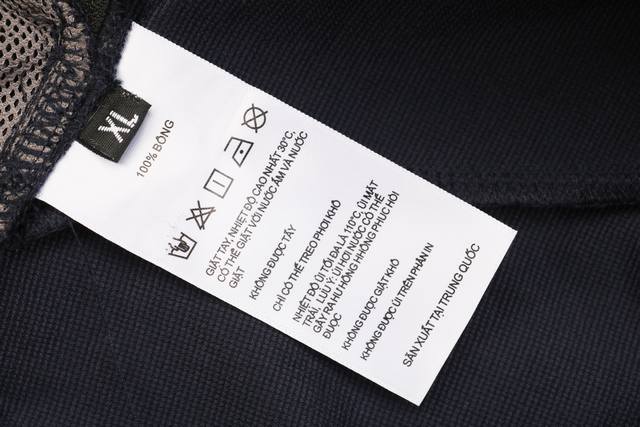 XL
100% BÔNG
GIẶT TAY, NHIỆT ĐỘ CAO NHẤT 30°C,
CÓ THỂ GIẶT VỚI NƯỚC ẤM VÀ NƯỚC
GIẶT
KHÔNG ĐƯỢC TẨY
CHỈ CÓ THỂ TREO PHƠI KHÔ
NHIỆT ĐỘ ỦI TỐI ĐA LÀ 110°C, ỦI MẶT
TRÁI, LƯU Ý: ỦI HƠI NƯỚC CÓ THỂ
GÂY RA HƯ HỎNG HHÔNG PHỤC HỒI
ĐƯỢC
KHÔNG ĐƯỢC GIẶT KHÔ
KHÔNG ĐƯỢC ỦI TRÊN PHẦN IN
SẢN XUẤT TẠI TRUNG QUỐC